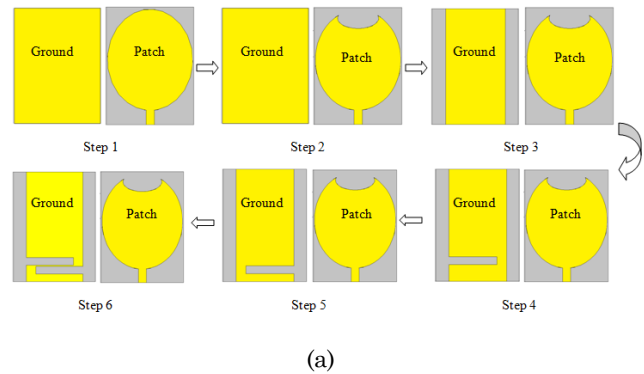 Ground Patch Ground Patch Ground Patch
Step 1 Step 2 Step 3
Ground Patch Ground Patch Ground Patch
Step 6 Step 5 Step 4
(a)